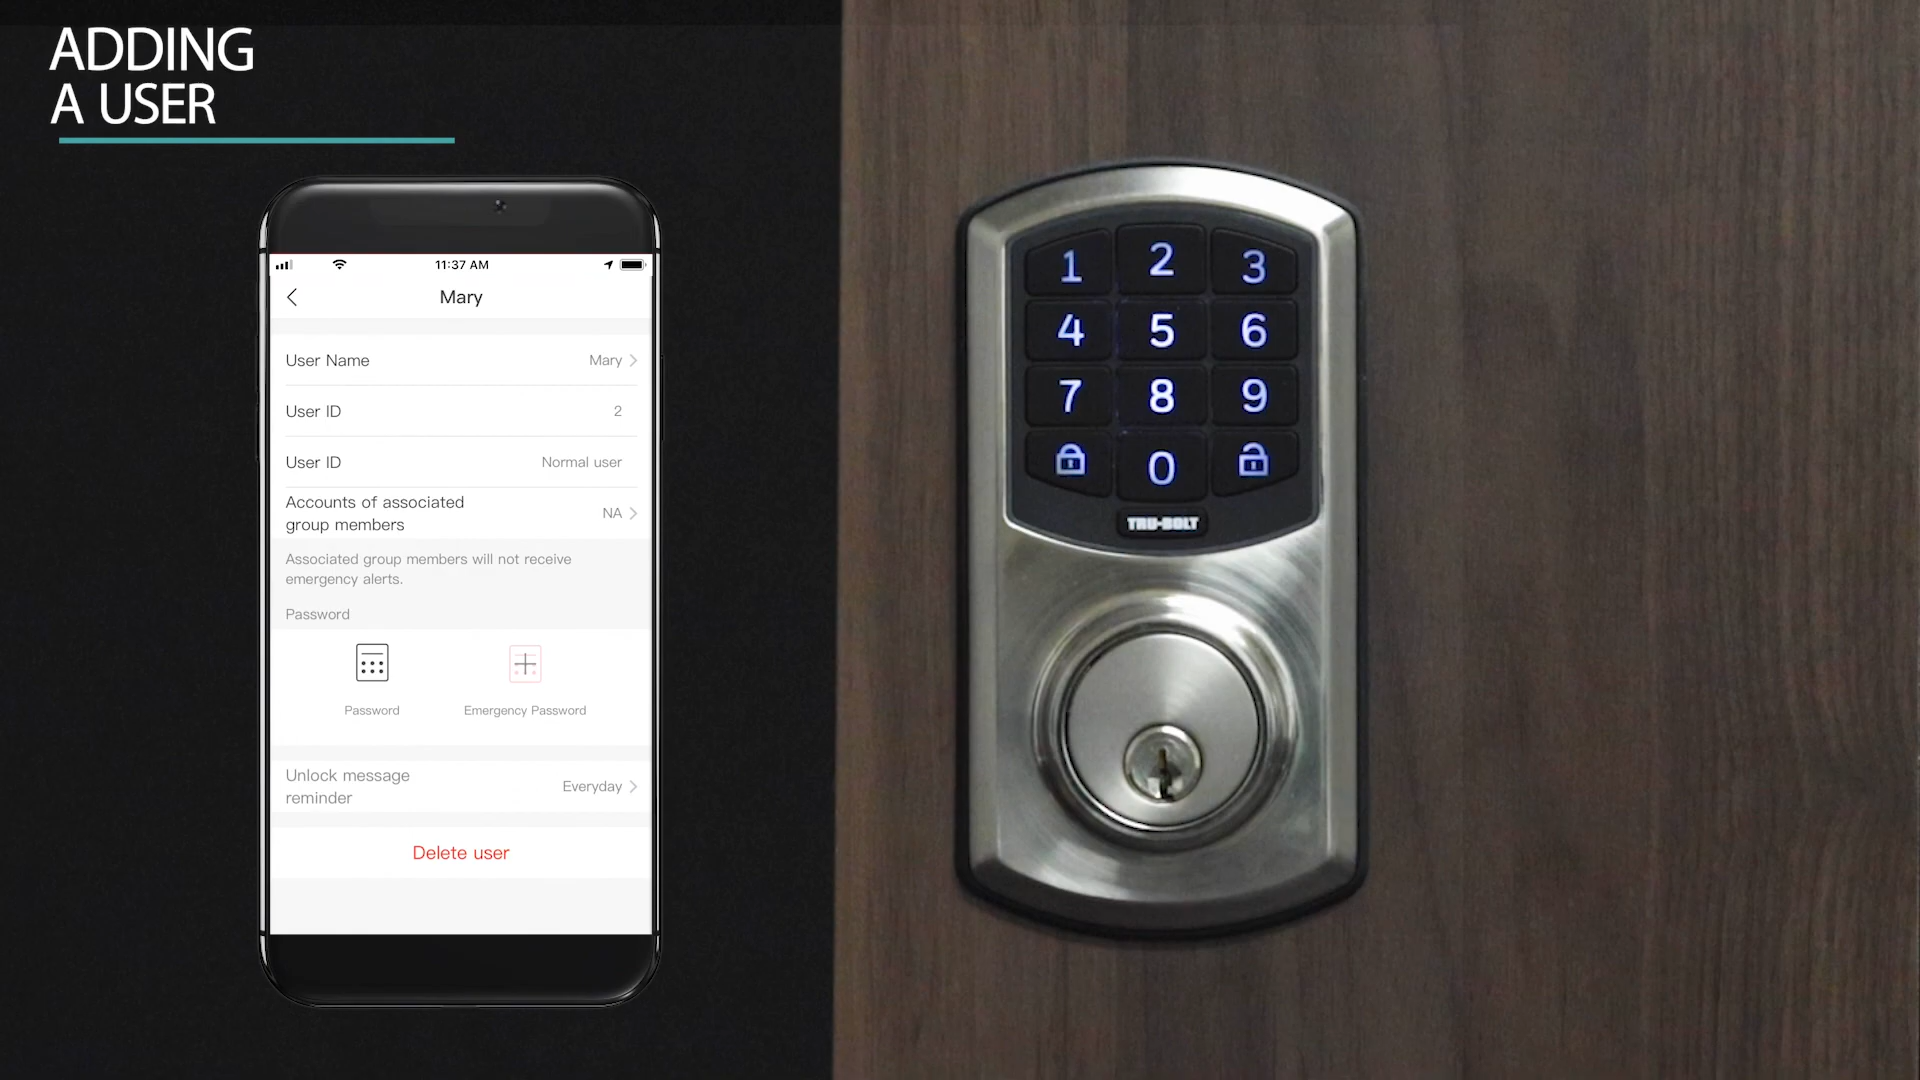 ADDING
A USER
11:37 AM
Mary
User Name
Mary
User ID
2
User ID
Normal user
Accounts of associated
group members
NA
Associated group members will not receive
emergency alerts.
Password
Password
Emergency Password
Unlock message
reminder
Everyday
Delete user
1 2 3
4 5 6
7 8 9
0
TRU-BOLT